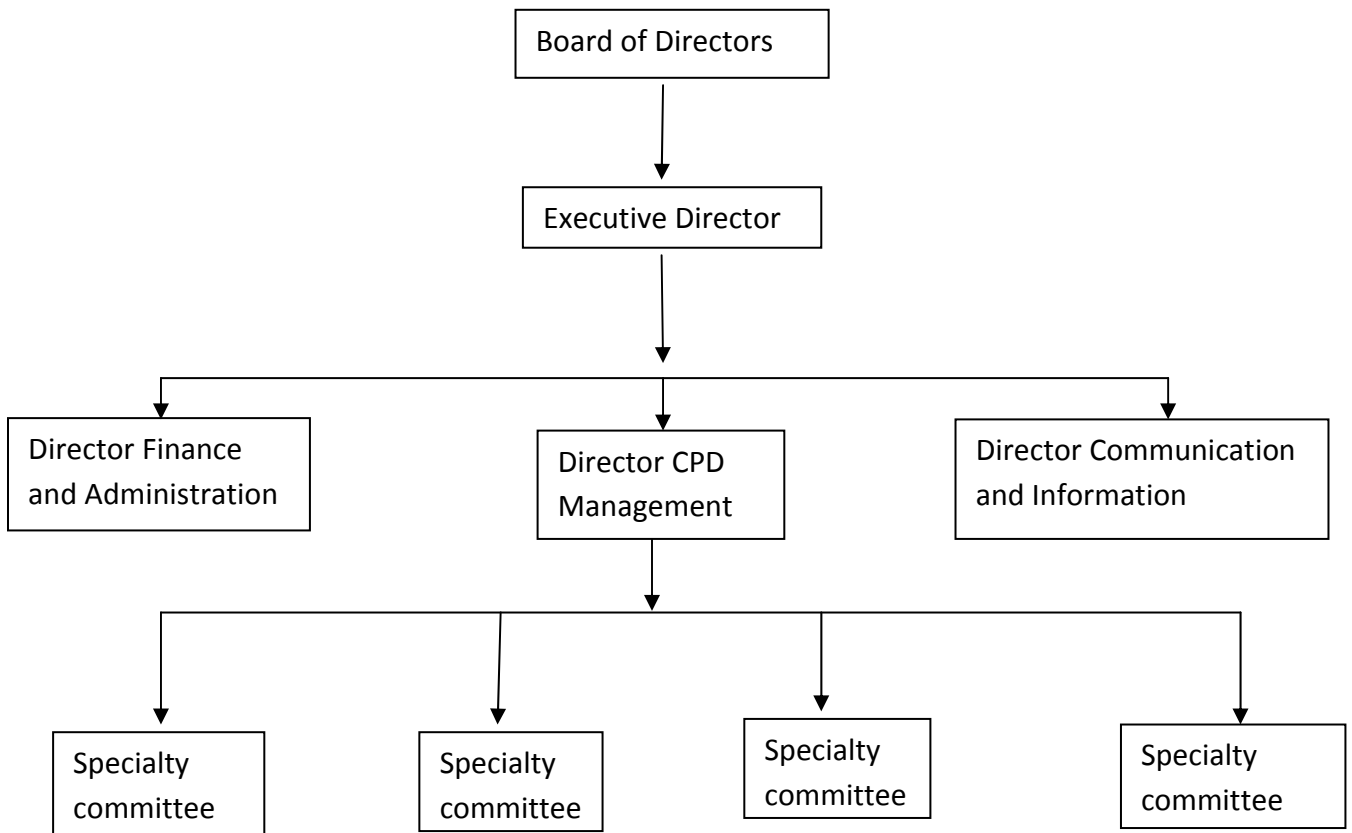 Board of Directors
Executive Director
Director Finance
and Administration
Director CPD
Management
Director Communication
and Information
Specialty
committee
Specialty
committee
Specialty
committee
Specialty
committee